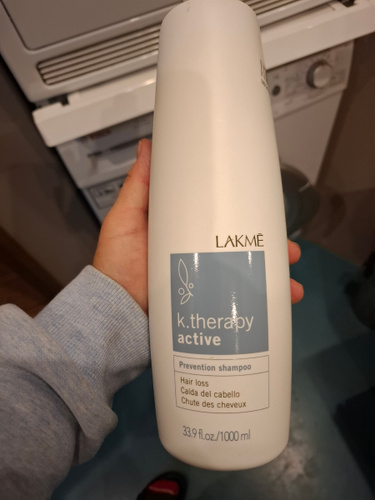 LAKMĒ
k.therapy
active
Prevention shampoo
Hair loss
Caída del cabello
Chute des cheveux
33.9 fl.oz./1000 ml